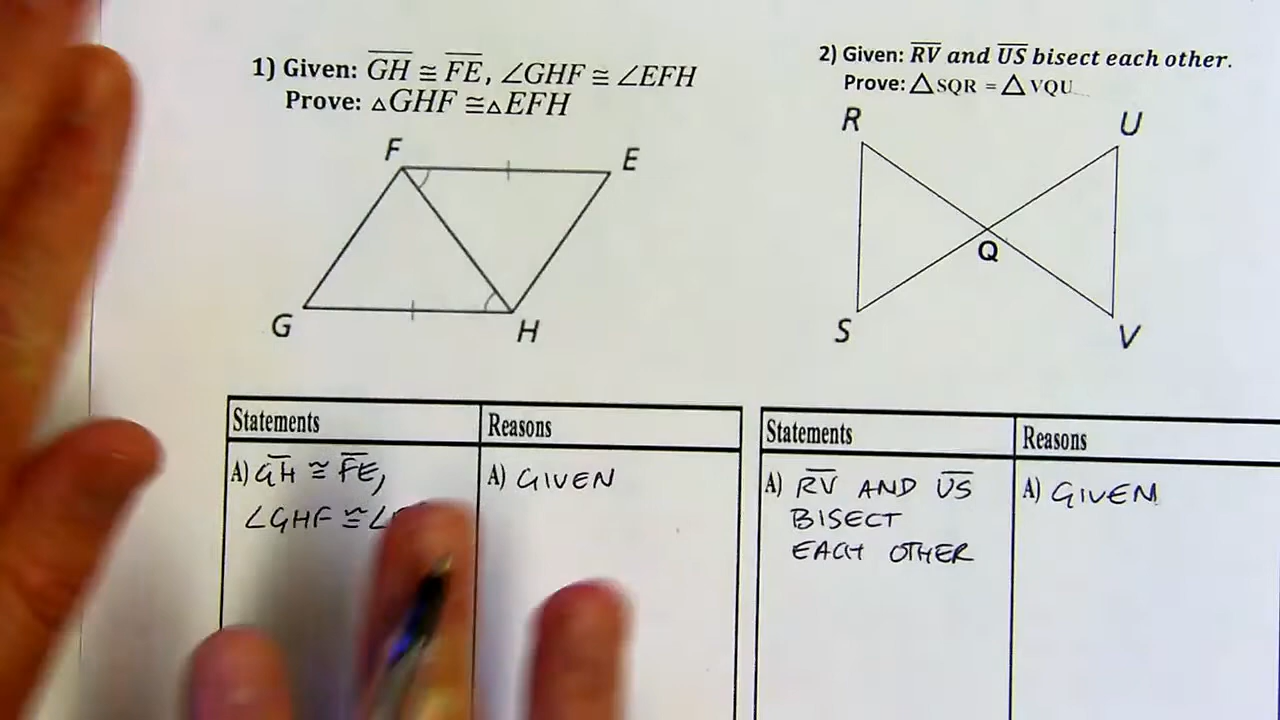 1) Given: GH ≅ FE, ∠GHF ≅ ∠EFH
Prove: △GHF ≅ △EFH
F
E
G
H
Statements
Reasons
A) GH ≅ FE,
∠GHF ≅ ∠
A) GIVEN
2) Given: RV and US bisect each other.
Prove: △SQR = △VQU
R
U
Q
S
V
Statements
Reasons
A) RV AND US
BISECT
EACH OTHER
A) GIVEN